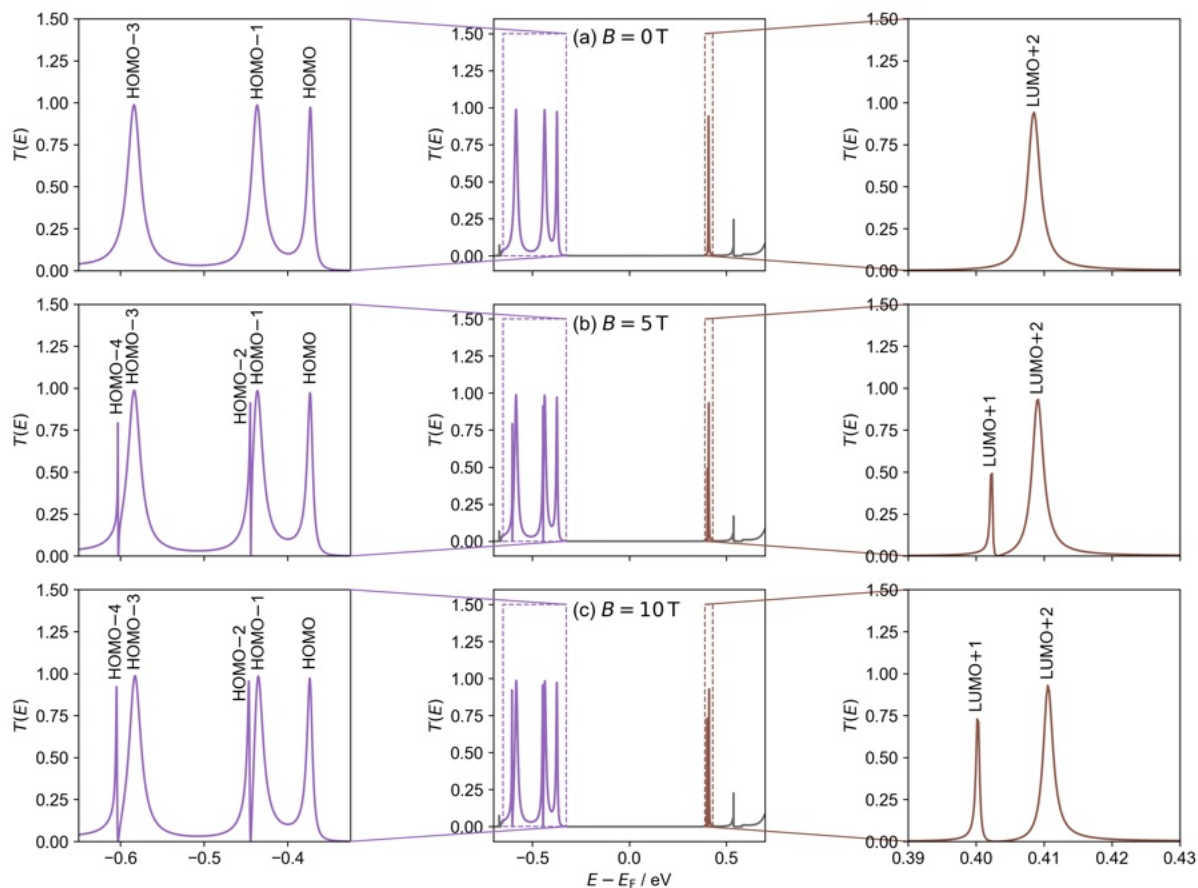 (a) B = 0 T
T(E)
1.50
1.25
1.00
0.75
0.50
0.25
0.00
HOMO−3
HOMO−1
HOMO
T(E)
1.50
1.25
1.00
0.75
0.50
0.25
0.00
T(E)
1.50
1.25
1.00
0.75
0.50
0.25
0.00
LUMO+2
(b) B = 5 T
T(E)
1.50
1.25
1.00
0.75
0.50
0.25
0.00
HOMO−4
HOMO−3
HOMO−2
HOMO−1
HOMO
T(E)
1.50
1.25
1.00
0.75
0.50
0.25
0.00
T(E)
1.50
1.25
1.00
0.75
0.50
0.25
0.00
LUMO+1
LUMO+2
(c) B = 10 T
T(E)
1.50
1.25
1.00
0.75
0.50
0.25
0.00
HOMO−4
HOMO−3
HOMO−2
HOMO−1
HOMO
−0.6 −0.5 −0.4
T(E)
1.50
1.25
1.00
0.75
0.50
0.25
0.00
−0.5 0.0 0.5
E − E_F / eV
T(E)
1.50
1.25
1.00
0.75
0.50
0.25
0.00
LUMO+1
LUMO+2
0.39 0.40 0.41 0.42 0.43